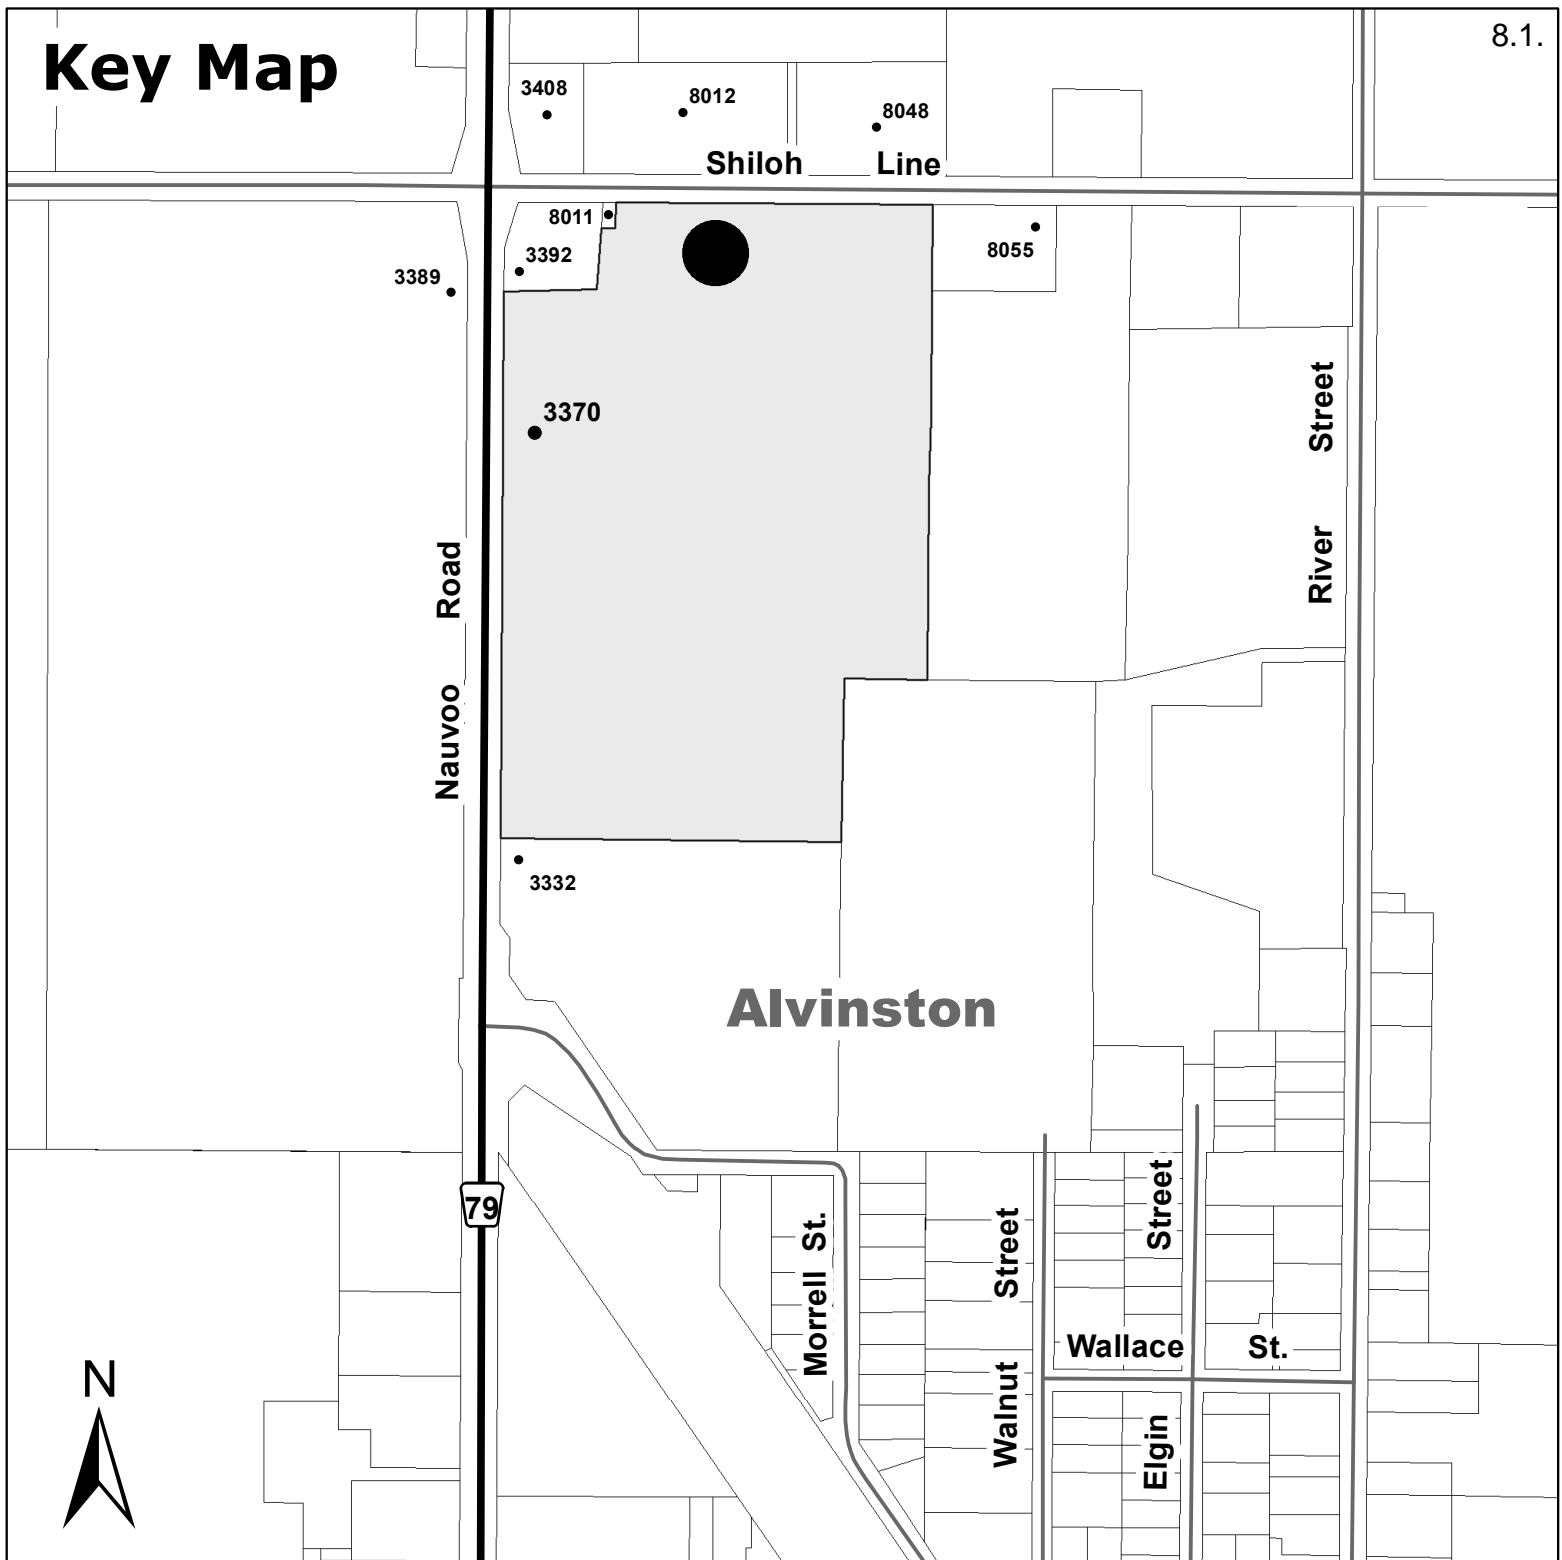 8.1.
Key Map
3408
8012
8048
Shiloh Line
8011
3392
3389
8055
3370
River Street
Nauvoo Road
3332
Alvinston
79
Morrell St.
Walnut Street
Elgin Street
Wallace St.
N